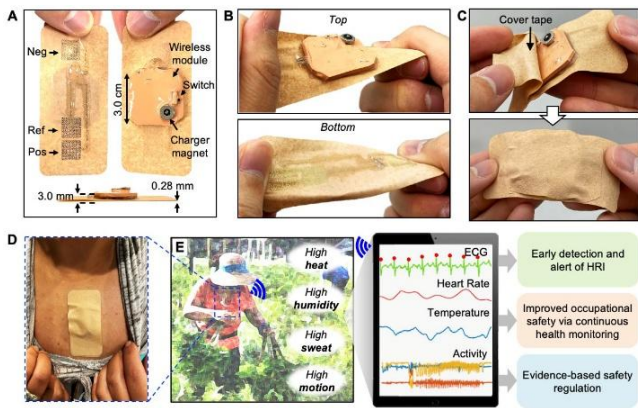 A
Neg
Ref
Pos
Wireless
module
Switch
3.0 cm
Charger
magnet
3.0 mm
0.28 mm
B
Top
Bottom
C
Cover tape
D
E
High
heat
High
humidity
High
sweat
High
motion
ECG
Heart Rate
Temperature
Activity
Early detection and
alert of HRI
Improved occupational
safety via continuous
health monitoring
Evidence-based safety
regulation